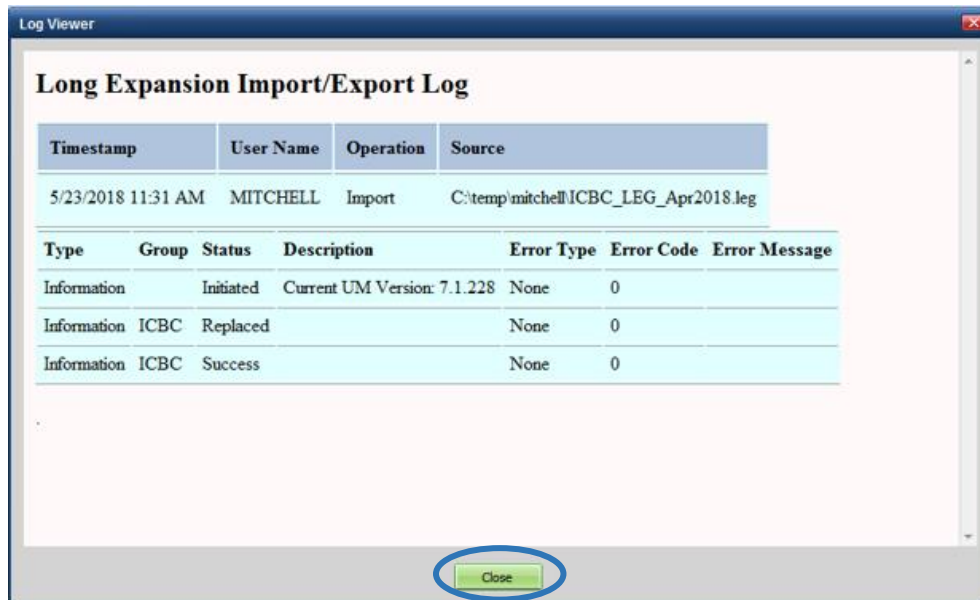 Log Viewer
Long Expansion Import/Export Log
Timestamp User Name Operation Source
5/23/2018 11:31 AM MITCHELL Import C:\temp\mitchell\ICBC_LEG_Apr2018.leg
Type Group Status Description Error Type Error Code Error Message
Information Initiated Current UM Version: 7.1.228 None 0
Information ICBC Replaced None 0
Information ICBC Success None 0
.
Close